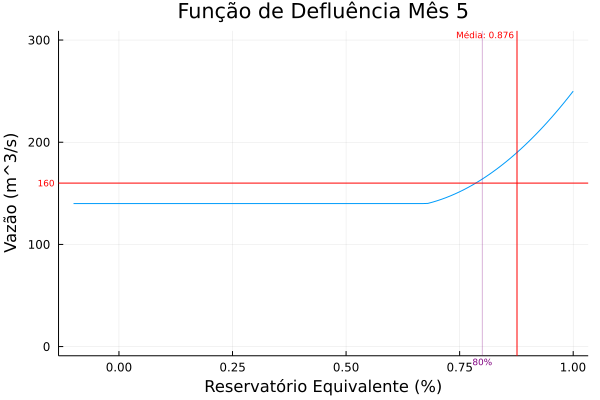 Função de Defluência Mês 5
Média: 0.876
300
200
160
100
0
Vazão (m^3/s)
0.00
0.25
0.50
0.75
80%
1.00
Reservatório Equivalente (%)